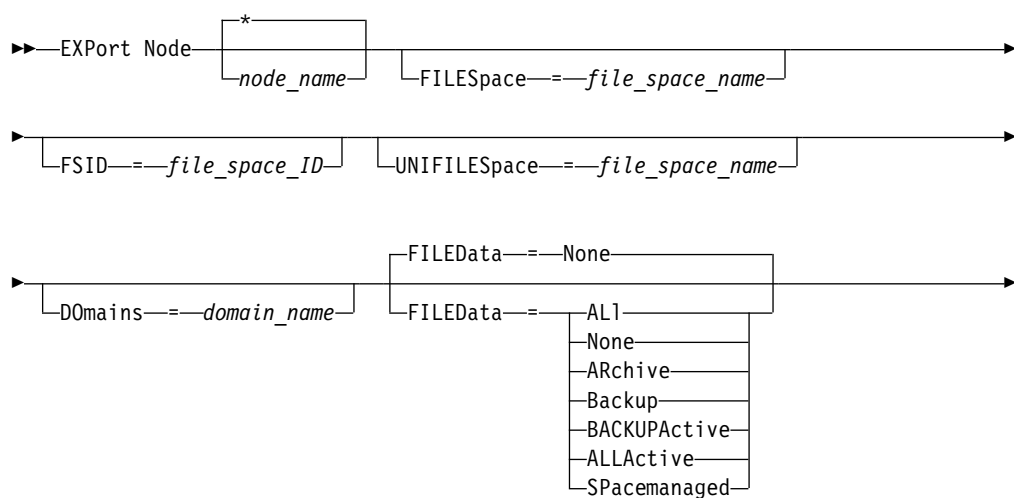 *
EXPort Node
node_name
FILESpace = file_space_name
FSID = file_space_ID
UNIFILESpace = file_space_name
FILEData = None
DOmains = domain_name
FILEData = ALl
None
ARchive
Backup
BACKUPActive
ALLActive
SPacemanaged